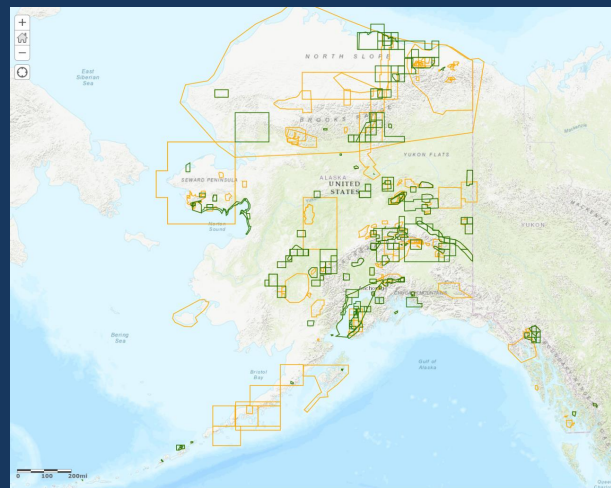 +
−
East
Siberian
Sea
NORTH SLOPE
BROOKS
YUKON FLATS
ALASKA
UNITED
STATES
SEWARD PENINSULA
Norton
Sound
YUKON
Anchorage
Bering
Sea
Bristol
Bay
Gulf of
Alaska
0 100 200mi